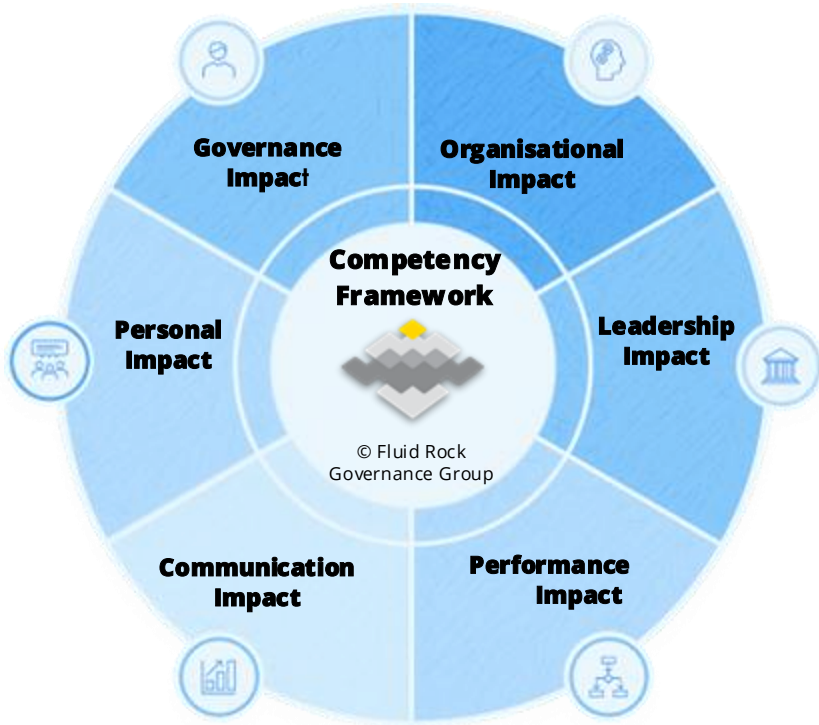 Governance
Impact
Organisational
Impact
Competency
Framework
Personal
Impact
Leadership
Impact
© Fluid Rock
Governance Group
Communication
Impact
Performance
Impact